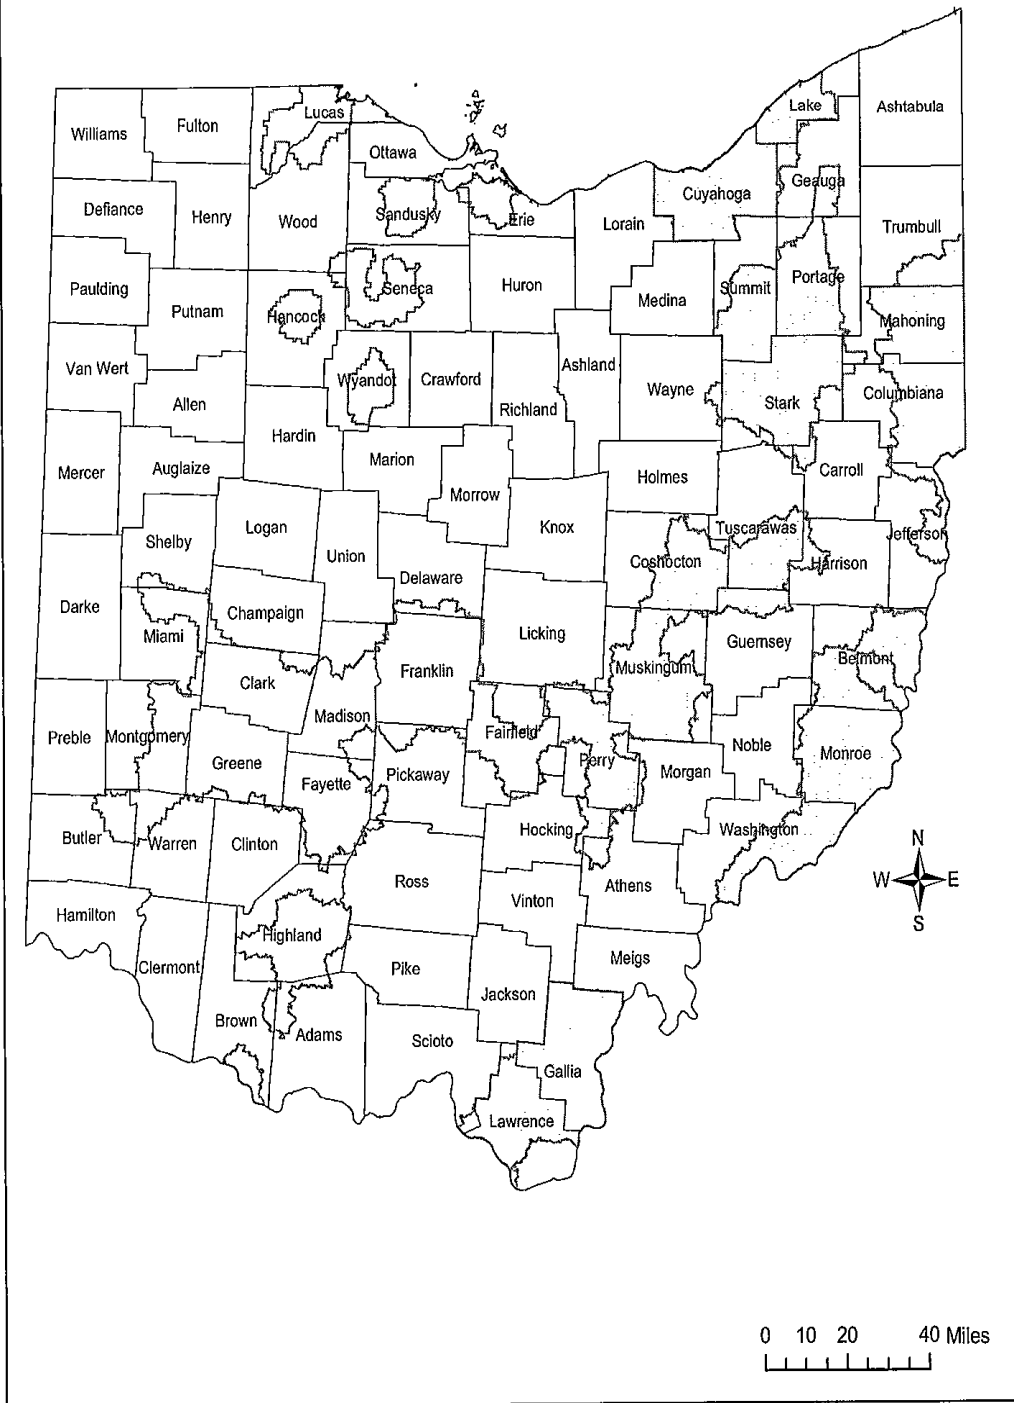 Lake
Ashtabula
Lucas
Fulton
Williams
Ottawa
Geauga
Cuyahoga
Defiance
Henry
Wood
Sandusky
Erie
Lorain
Trumbull
Paulding
Putnam
Hancock
Seneca
Huron
Medina
Summit
Portage
Mahoning
Van Wert
Allen
Wyandot
Crawford
Richland
Ashland
Wayne
Stark
Columbiana
Hardin
Mercer
Auglaize
Marion
Morrow
Holmes
Carroll
Shelby
Logan
Union
Knox
Tuscarawas
Jefferson
Delaware
Coshocton
Harrison
Darke
Champaign
Miami
Licking
Guernsey
Muskingum
Belmont
Clark
Franklin
Madison
Preble
Montgomery
Greene
Fairfield
Perry
Noble
Monroe
Fayette
Pickaway
Morgan
Butler
Warren
Clinton
Hocking
Washington
N
W E
S
Ross
Athens
Vinton
Hamilton
Highland
Clermont
Pike
Meigs
Jackson
Brown
Adams
Scioto
Gallia
Lawrence
0 10 20 40 Miles